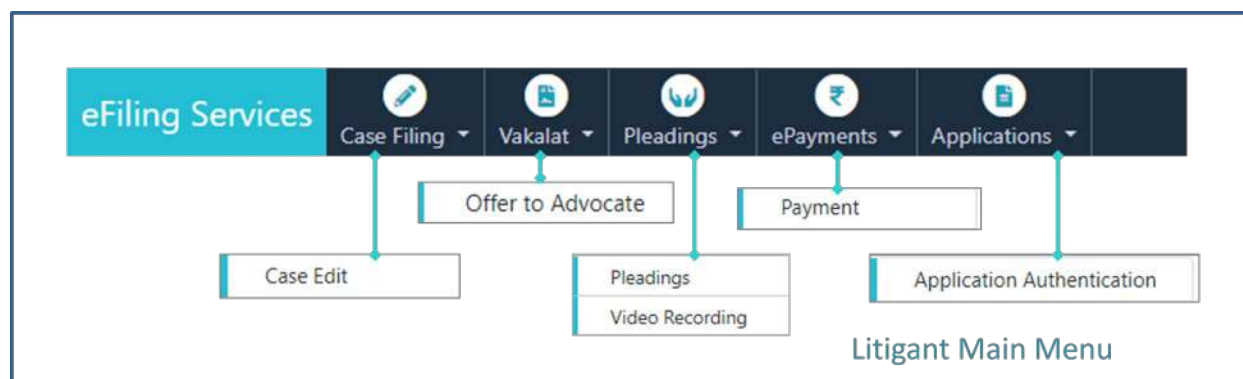 eFiling Services
Case Filing
Vakalat
Pleadings
ePayments
Applications
Offer to Advocate
Payment
Case Edit
Pleadings
Video Recording
Application Authentication
Litigant Main Menu